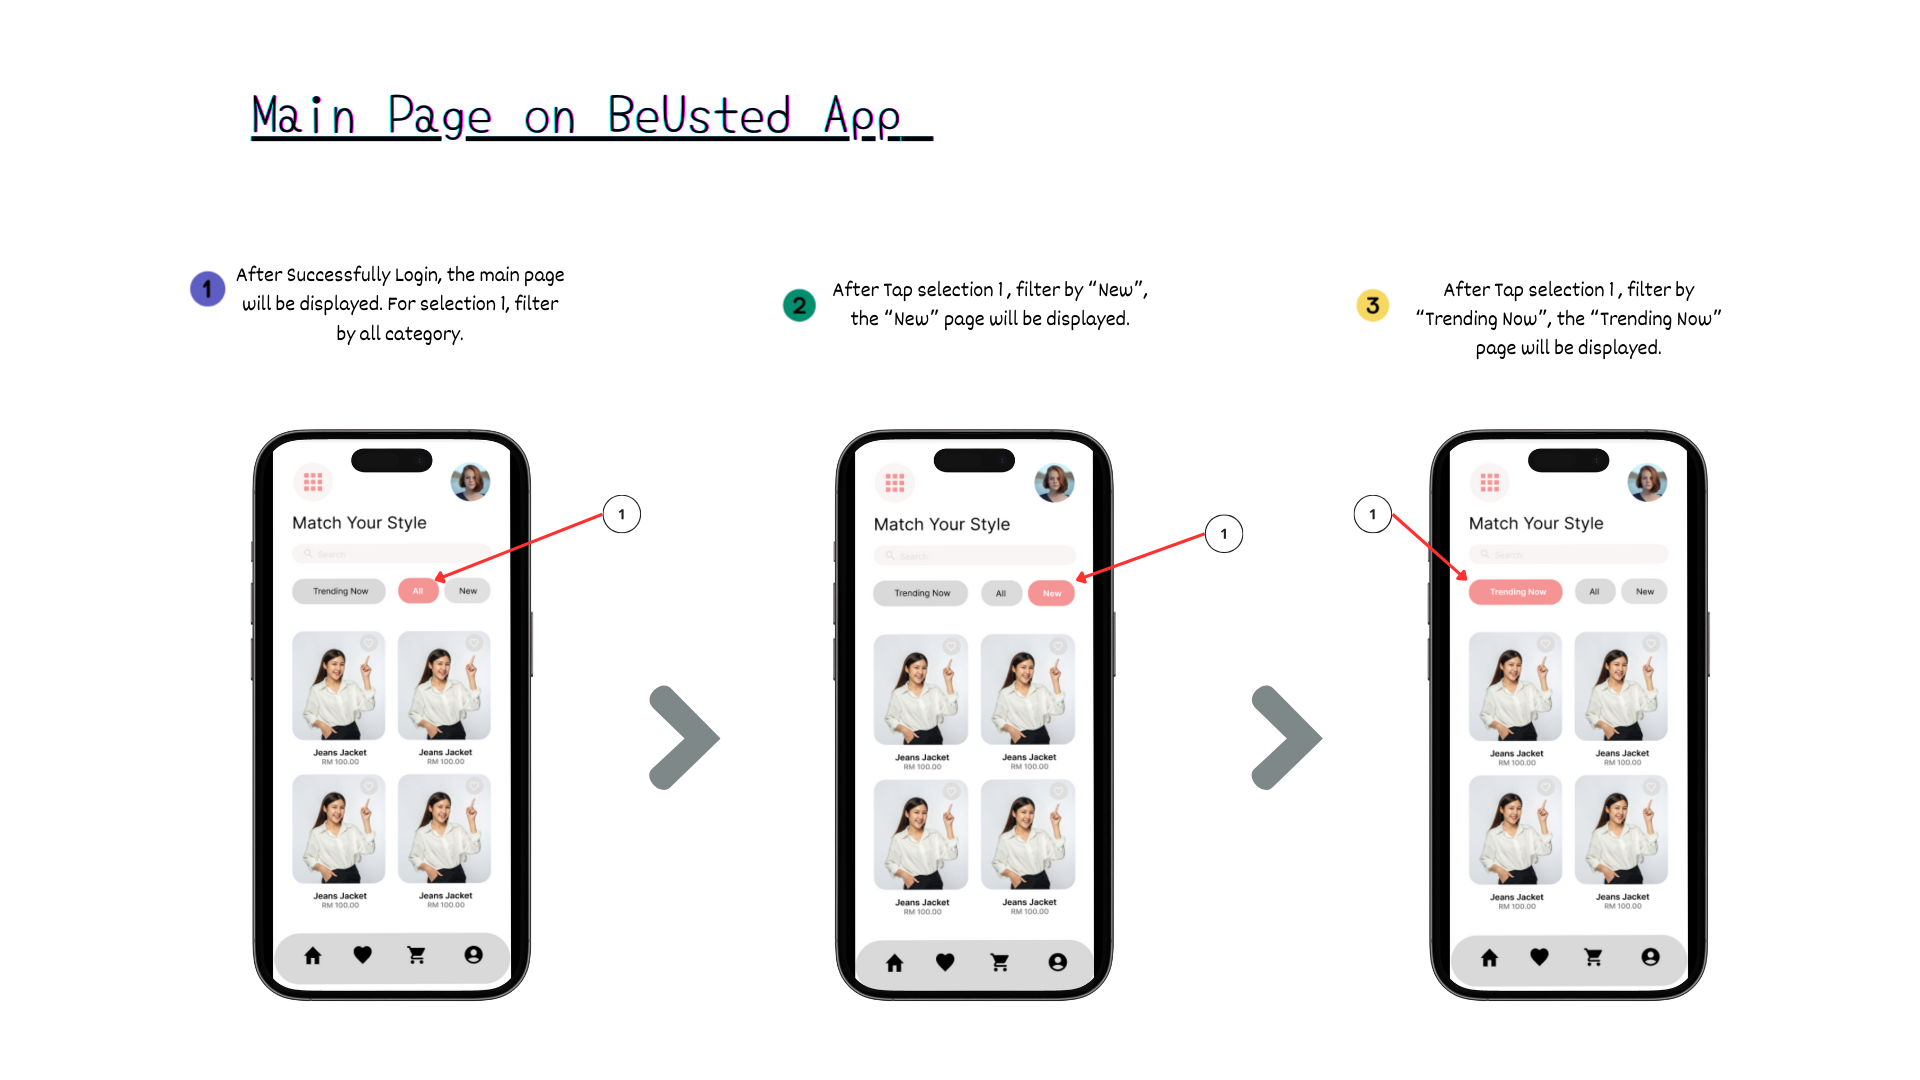 Main Page on BeUsted App
1
After Successfully Login, the main page
will be displayed. For selection 1, filter
by all category.
2
After Tap selection 1, filter by “New”,
the “New” page will be displayed.
3
After Tap selection 1, filter by
“Trending Now”, the “Trending Now”
page will be displayed.
Match Your Style
Search
Trending Now All New
1
Jeans Jacket Jeans Jacket
RM 100.00 RM 100.00
Jeans Jacket Jeans Jacket
RM 100.00 RM 100.00
Match Your Style
Search
Trending Now All New
1
Jeans Jacket Jeans Jacket
RM 100.00 RM 100.00
Jeans Jacket Jeans Jacket
RM 100.00 RM 100.00
1
Match Your Style
Search
Trending Now All New
Jeans Jacket Jeans Jacket
RM 100.00 RM 100.00
Jeans Jacket Jeans Jacket
RM 100.00 RM 100.00